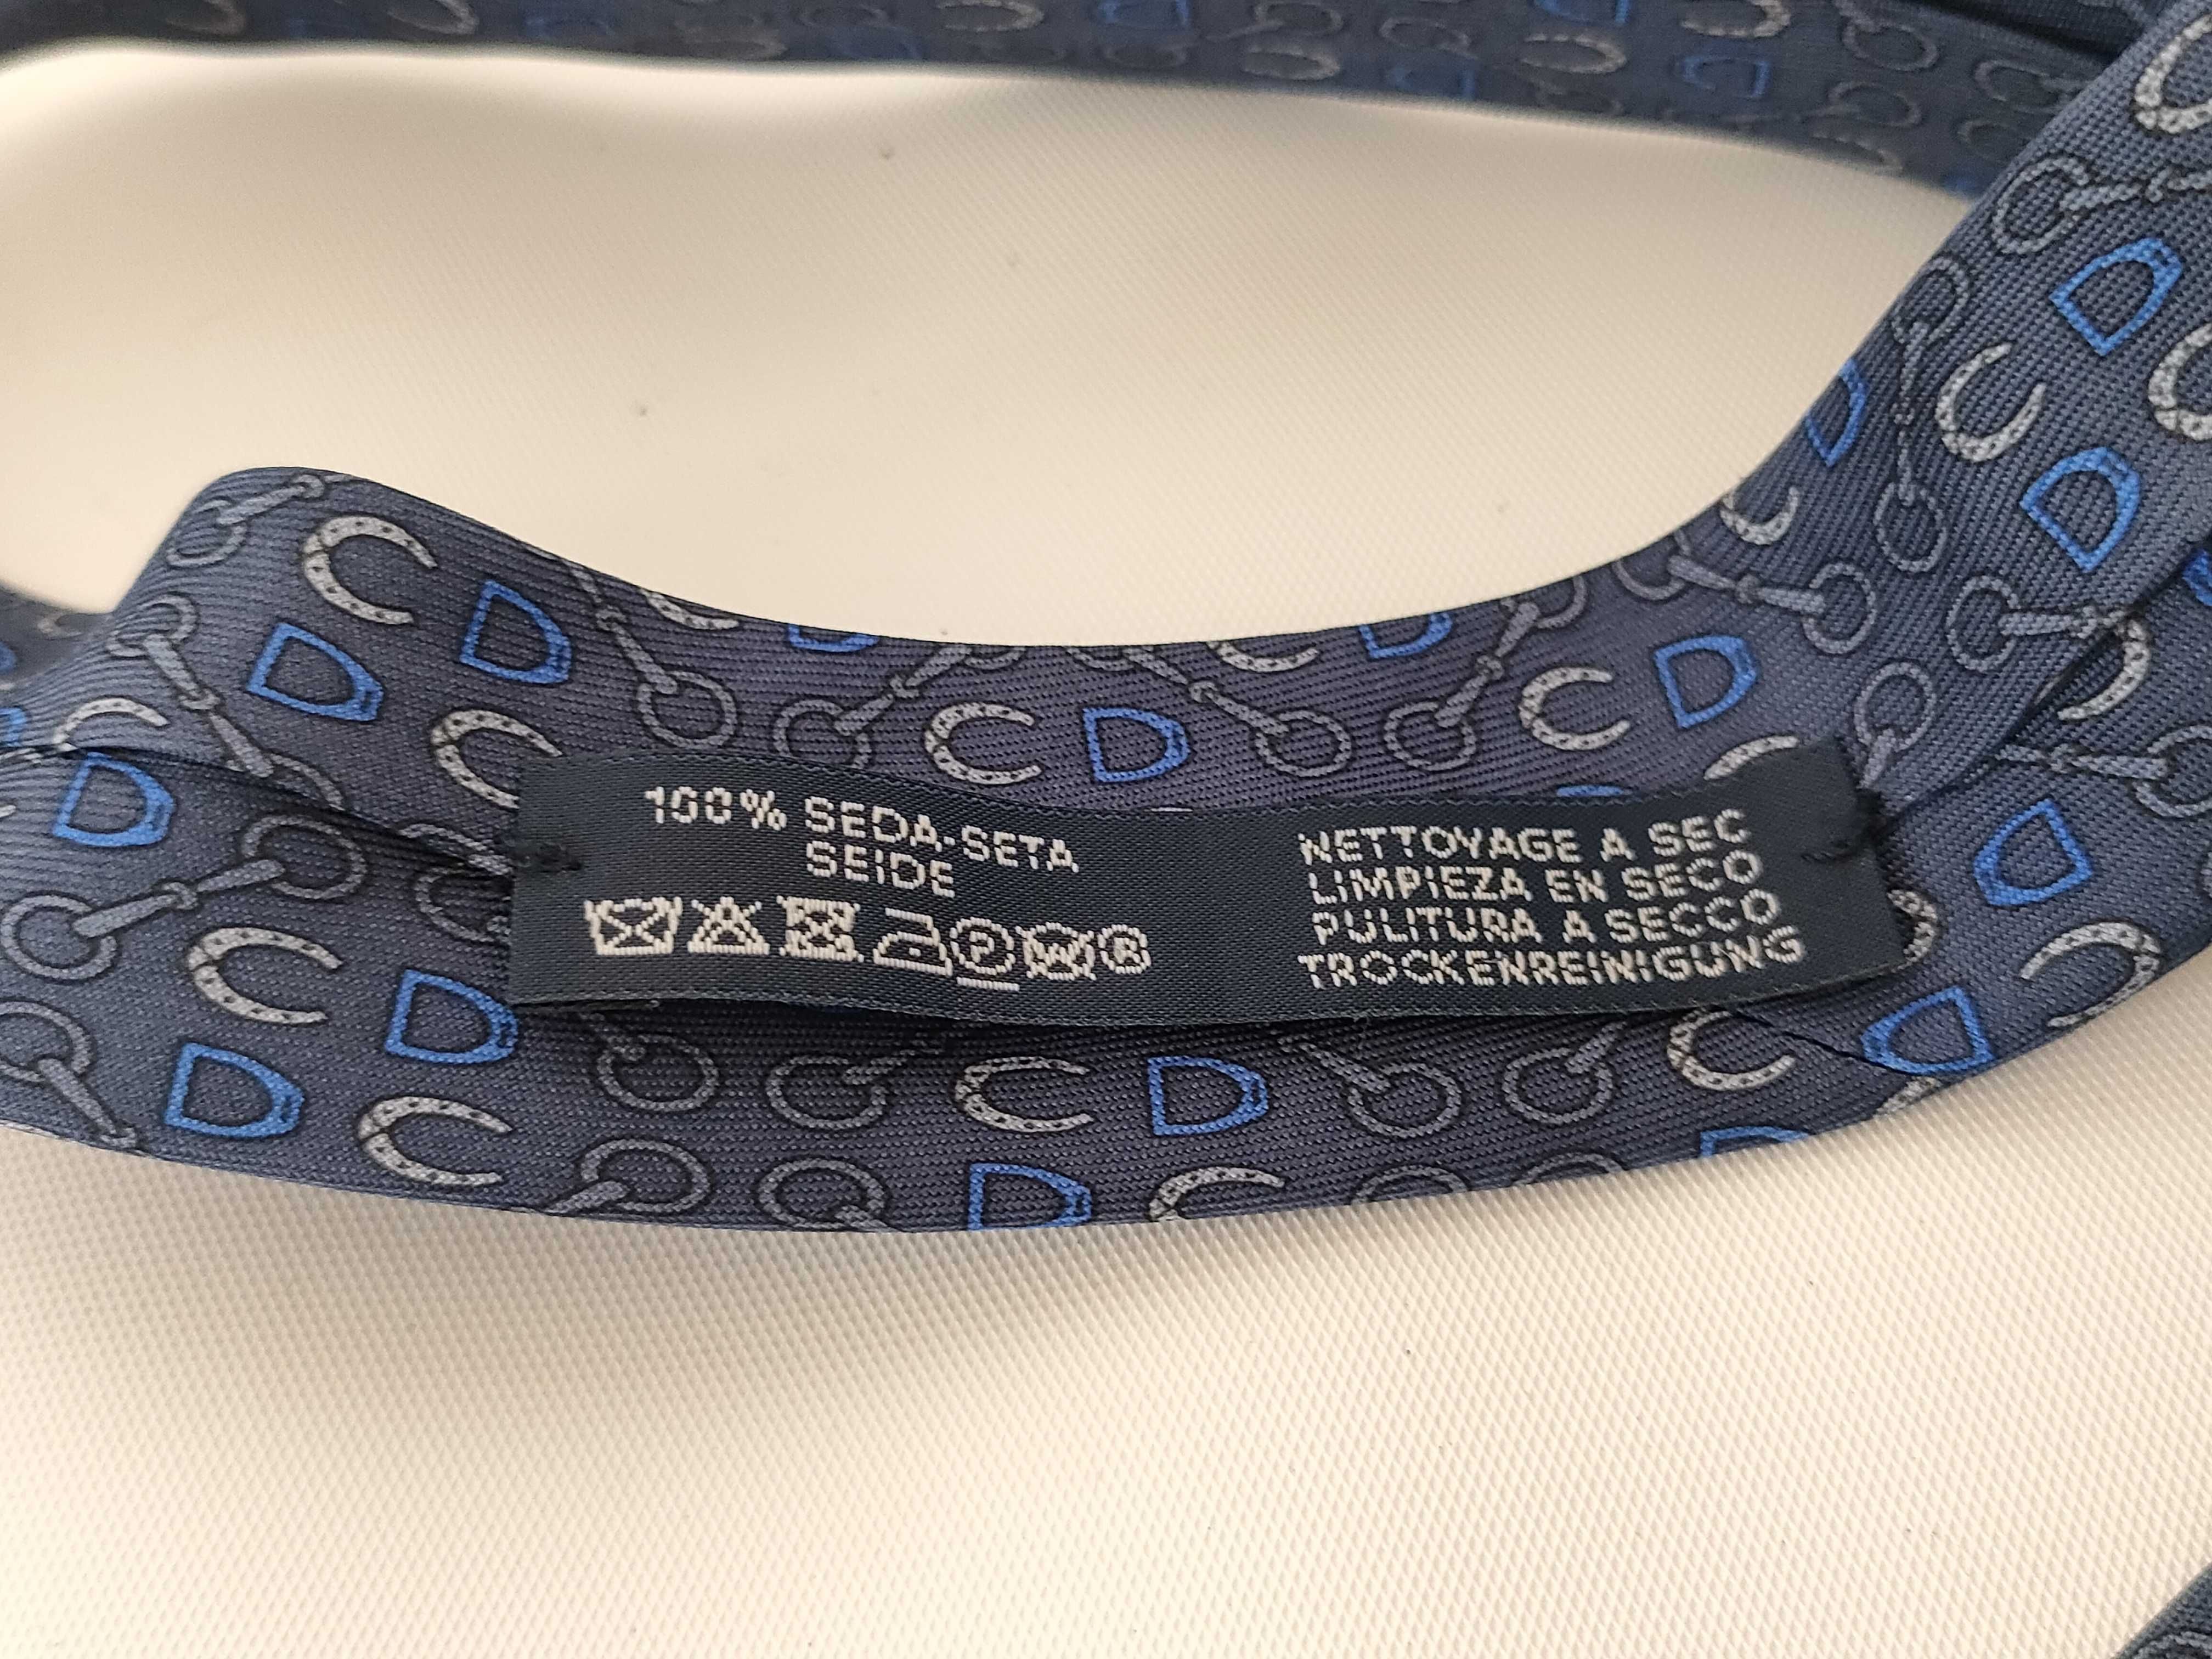 100% SEDA-SETA
SEIDE
P W R
NETTOYAGE A SEC
LIMPIEZA EN SECO
PULITURA A SECCO
TROCKENREINIGUNG